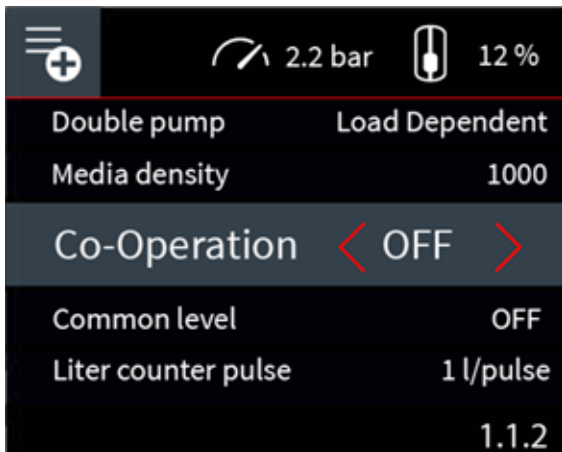 2.2 bar 12 %
Double pump Load Dependent
Media density 1000
Co-Operation < OFF >
Common level OFF
Liter counter pulse 1 l/pulse
1.1.2